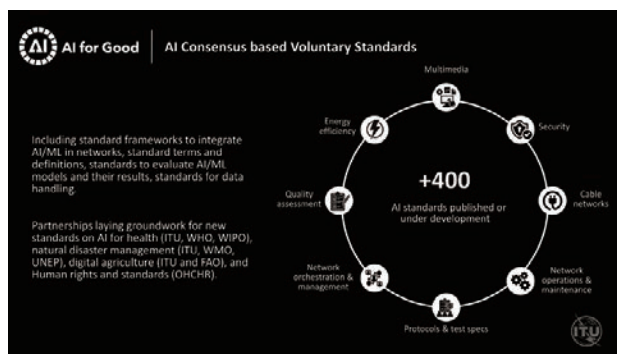 AI AI for Good
AI Consensus based Voluntary Standards
Including standard frameworks to integrate
AI/ML in networks, standard terms and
definitions, standards to evaluate AI/ML
models and their results, standards for data
handling.
Partnerships laying groundwork for new
standards on AI for health (ITU, WHO, WIPO),
natural disaster management (ITU, WMO,
UNEP), digital agriculture (ITU and FAO), and
Human rights and standards (OHCHR).
Multimedia
Energy
efficiency
Security
Quality
assessment
+400
AI standards published or
under development
Cable
networks
Network
orchestration &
management
Network
operations &
maintenance
Protocols & test specs
ITU